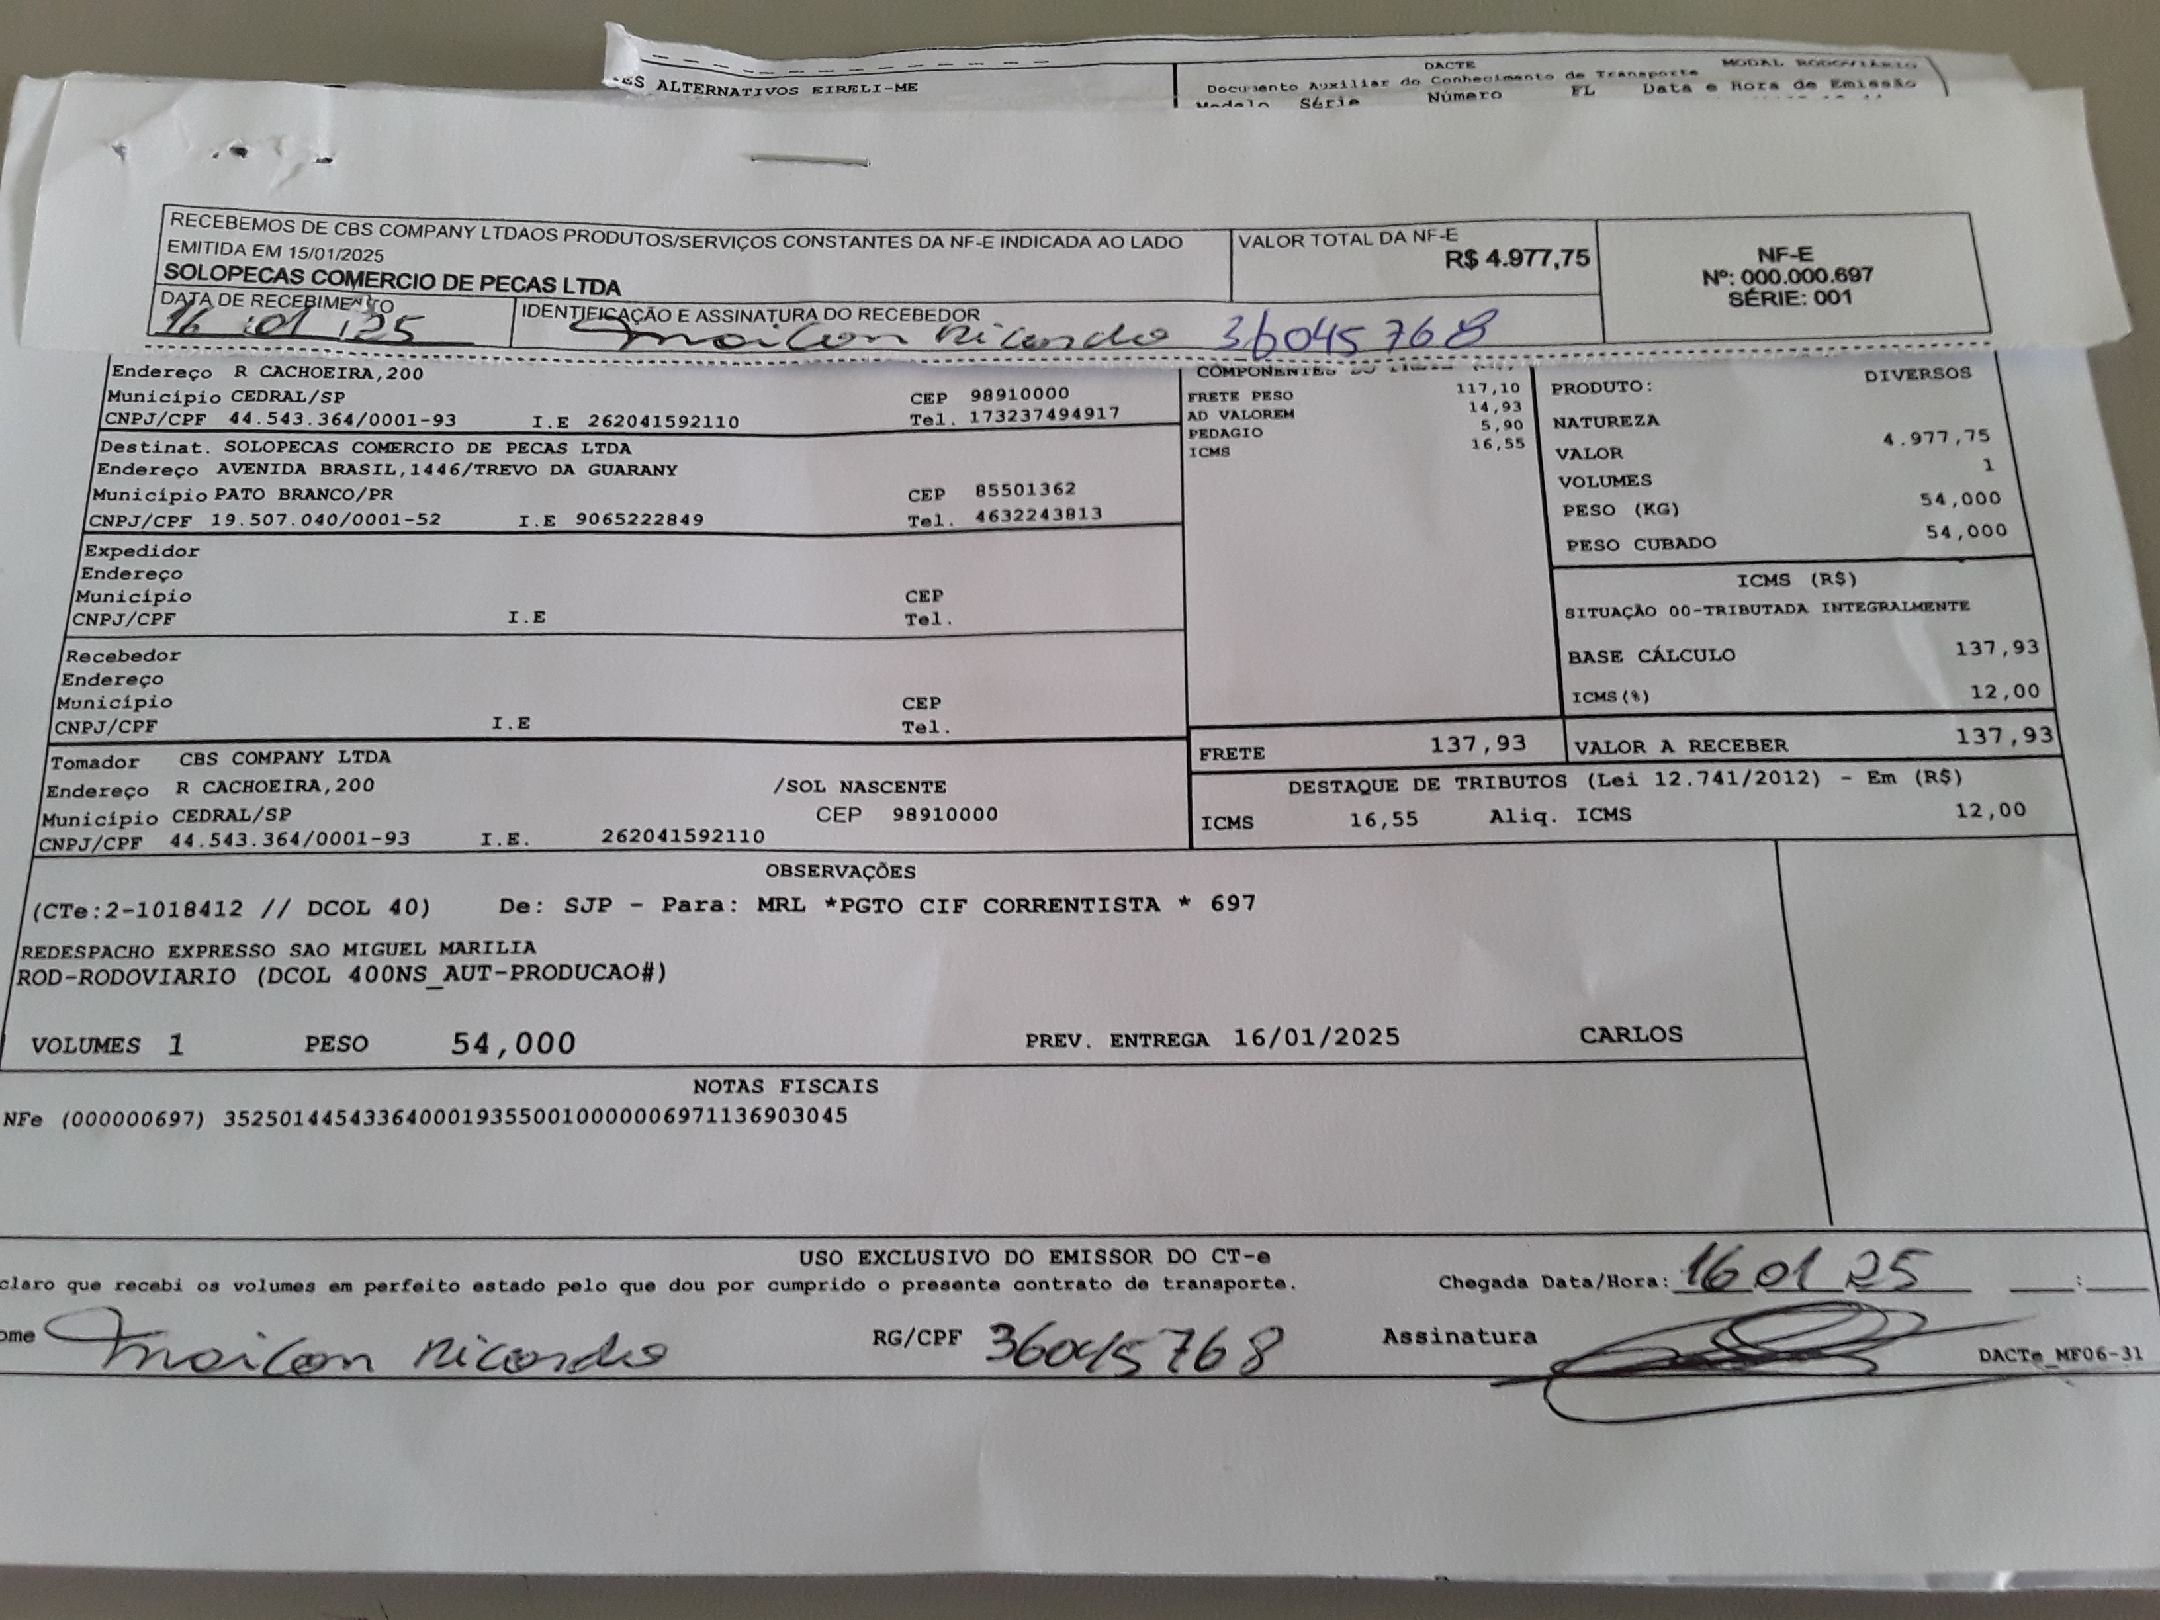 ES ALTERNATIVOS EIRELI-ME
DACTE
MODAL RODOVIÁRIO
Documento Auxiliar do Conhecimento de Transporte
Modelo Série Número FL Data e Hora de Emissão
RECEBEMOS DE CBS COMPANY LTDAOS PRODUTOS/SERVIÇOS CONSTANTES DA NF-E INDICADA AO LADO
EMITIDA EM 15/01/2025
SOLOPECAS COMERCIO DE PECAS LTDA
VALOR TOTAL DA NF-E
R$ 4.977,75
NF-E
Nº: 000.000.697
SÉRIE: 001
DATA DE RECEBIMENTO
16 01 25
IDENTIFICAÇÃO E ASSINATURA DO RECEBEDOR
Maicon Ricardo 36045768
Endereço R CACHOEIRA,200
Município CEDRAL/SP CEP 98910000
CNPJ/CPF 44.543.364/0001-93 I.E 262041592110 Tel. 173237494917
Destinat. SOLOPECAS COMERCIO DE PECAS LTDA
Endereço AVENIDA BRASIL,1446/TREVO DA GUARANY
Município PATO BRANCO/PR CEP 85501362
CNPJ/CPF 19.507.040/0001-52 I.E 9065222849 Tel. 4632243813
Expedidor
Endereço
Município CEP
CNPJ/CPF I.E Tel.
Recebedor
Endereço
Município CEP
CNPJ/CPF I.E Tel.
Tomador CBS COMPANY LTDA
Endereço R CACHOEIRA,200 /SOL NASCENTE
Município CEDRAL/SP CEP 98910000
CNPJ/CPF 44.543.364/0001-93 I.E. 262041592110
COMPONENTES
FRETE PESO 117,10
AD VALOREM 14,93
PEDAGIO 5,90
ICMS 16,55
PRODUTO: DIVERSOS
NATUREZA
VALOR 4.977,75
VOLUMES 1
PESO (KG) 54,000
PESO CUBADO 54,000
ICMS (R$)
SITUAÇÃO 00-TRIBUTADA INTEGRALMENTE
BASE CÁLCULO 137,93
ICMS(%) 12,00
FRETE 137,93 VALOR A RECEBER 137,93
DESTAQUE DE TRIBUTOS (Lei 12.741/2012) - Em (R$)
ICMS 16,55 Aliq. ICMS 12,00
OBSERVAÇÕES
(CTe:2-1018412 // DCOL 40) De: SJP - Para: MRL *PGTO CIF CORRENTISTA * 697
REDESPACHO EXPRESSO SAO MIGUEL MARILIA
ROD-RODOVIARIO (DCOL 400NS_AUT-PRODUCAO#)
VOLUMES 1 PESO 54,000 PREV. ENTREGA 16/01/2025 CARLOS
NOTAS FISCAIS
NFe (000000697) 35250144543364000193550010000006971136903045
USO EXCLUSIVO DO EMISSOR DO CT-e
claro que recebi os volumes em perfeito estado pelo que dou por cumprido o presente contrato de transporte. Chegada Data/Hora: 16 01 25 :
ome Maicon Ricardo RG/CPF 36045768 Assinatura
DACTe_MF06-31